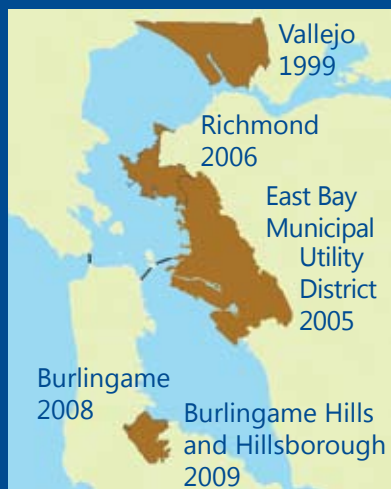 Vallejo
1999
Richmond
2006
East Bay
Municipal
Utility
District
2005
Burlingame
2008
Burlingame Hills
and Hillsborough
2009